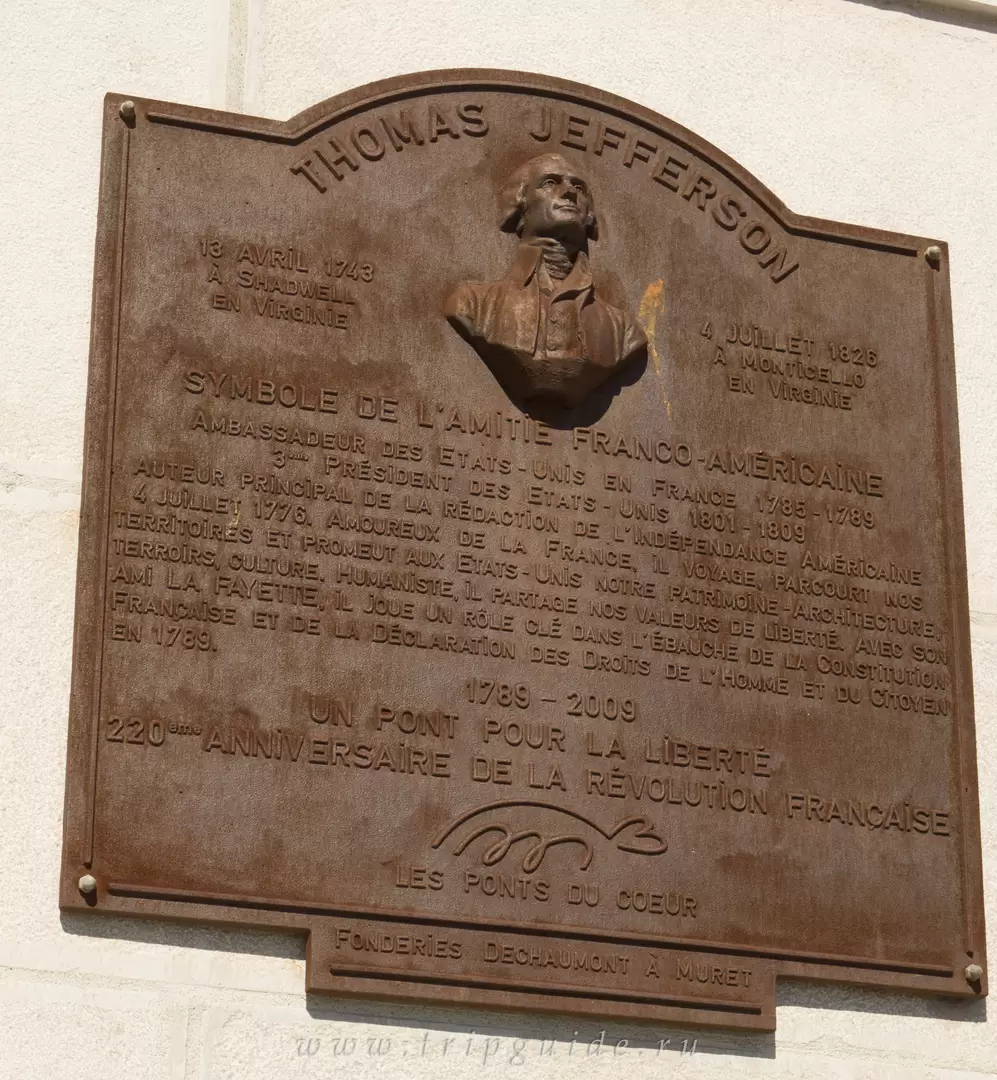 THOMAS JEFFERSON
13 AVRIL 1743
À SHADWELL
EN VIRGINIE
4 JUILLET 1826
À MONTICELLO
EN VIRGINIE
SYMBOLE DE L'AMITIE FRANCO-AMÉRICAINE
AMBASSADEUR DES ETATS-UNIS EN FRANCE 1785-1789
3ème PRÉSIDENT DES ETATS-UNIS 1801-1809
AUTEUR PRINCIPAL DE LA RÉDACTION DE L'INDÉPENDANCE AMÉRICAINE
4 JUILLET 1776. AMOUREUX DE LA FRANCE, IL VOYAGE, PARCOURT NOS
TERRITOIRES ET PROMEUT AUX ETATS-UNIS NOTRE PATRIMOINE-ARCHITECTURE,
TERROIRS, CULTURE. HUMANISTE, IL PARTAGE NOS VALEURS DE LIBERTÉ. AVEC SON
AMI LA FAYETTE, IL JOUE UN RÔLE CLÉ DANS L'ÉBAUCHE DE LA CONSTITUTION
FRANÇAISE ET DE LA DÉCLARATION DES DROITS DE L'HOMME ET DU CITOYEN
EN 1789.
1789 – 2009
UN PONT POUR LA LIBERTÉ
220ème ANNIVERSAIRE DE LA RÉVOLUTION FRANÇAISE
LES PONTS DU COEUR
FONDERIES DECHAUMONT À MURET
www.tripguide.ru